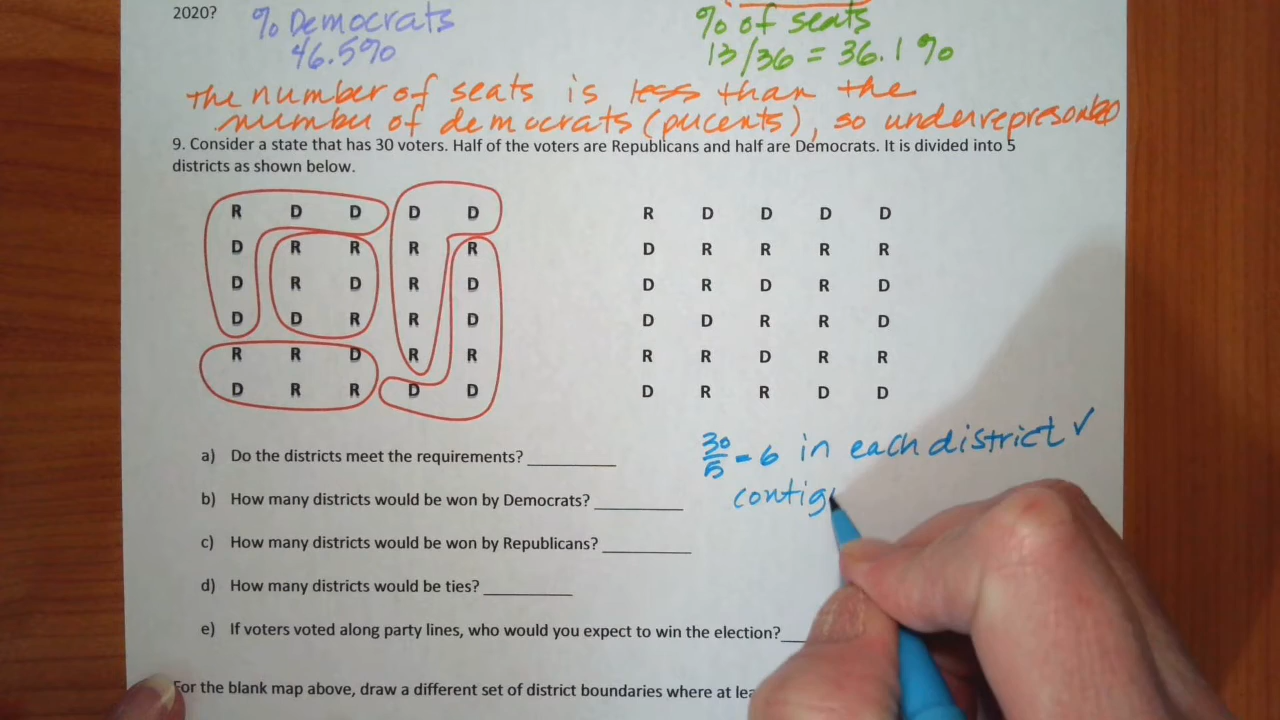 2020?
% Democrats
46.5%
% of seats
13/36 = 36.1%
the number of seats is less than the
number of democrats (pucents), so underrepresented
9. Consider a state that has 30 voters. Half of the voters are Republicans and half are Democrats. It is divided into 5
districts as shown below.
R D D D D R D D D D
D R R R R D R R R R
D R D R D D R D R D
D D R R D D D R R D
R R D R R R R D R R
D R R D D D R R D D
30/5 = 6 in each district ✓
contig
a) Do the districts meet the requirements? __________
b) How many districts would be won by Democrats? __________
c) How many districts would be won by Republicans? __________
d) How many districts would be ties? __________
e) If voters voted along party lines, who would you expect to win the election?__
For the blank map above, draw a different set of district boundaries where at lea